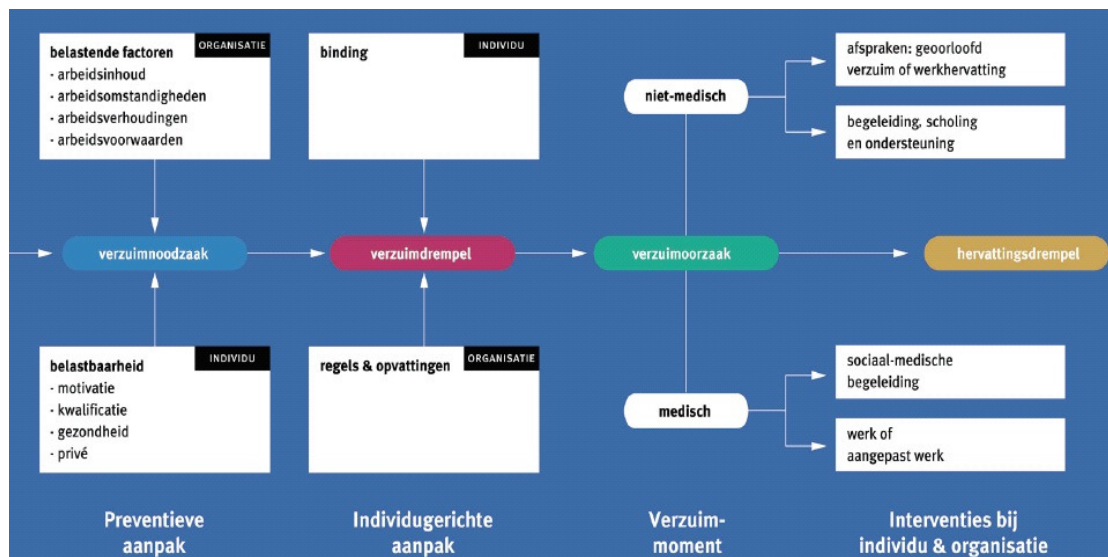 ORGANISATIE
belastende factoren
- arbeidsinhoud
- arbeidsomstandigheden
- arbeidsverhoudingen
- arbeidsvoorwaarden
INDIVIDU
binding
niet-medisch
afspraken: geoorloofd
verzuim of werkhervatting
begeleiding, scholing
en ondersteuning
verzuimnoodzaak
verzuimdrempel
verzuimoorzaak
hervattingsdrempel
INDIVIDU
belastbaarheid
- motivatie
- kwalificatie
- gezondheid
- privé
ORGANISATIE
regels & opvattingen
medisch
sociaal-medische
begeleiding
werk of
aangepast werk
Preventieve
aanpak
Individugerichte
aanpak
Verzuim-
moment
Interventies bij
individu & organisatie